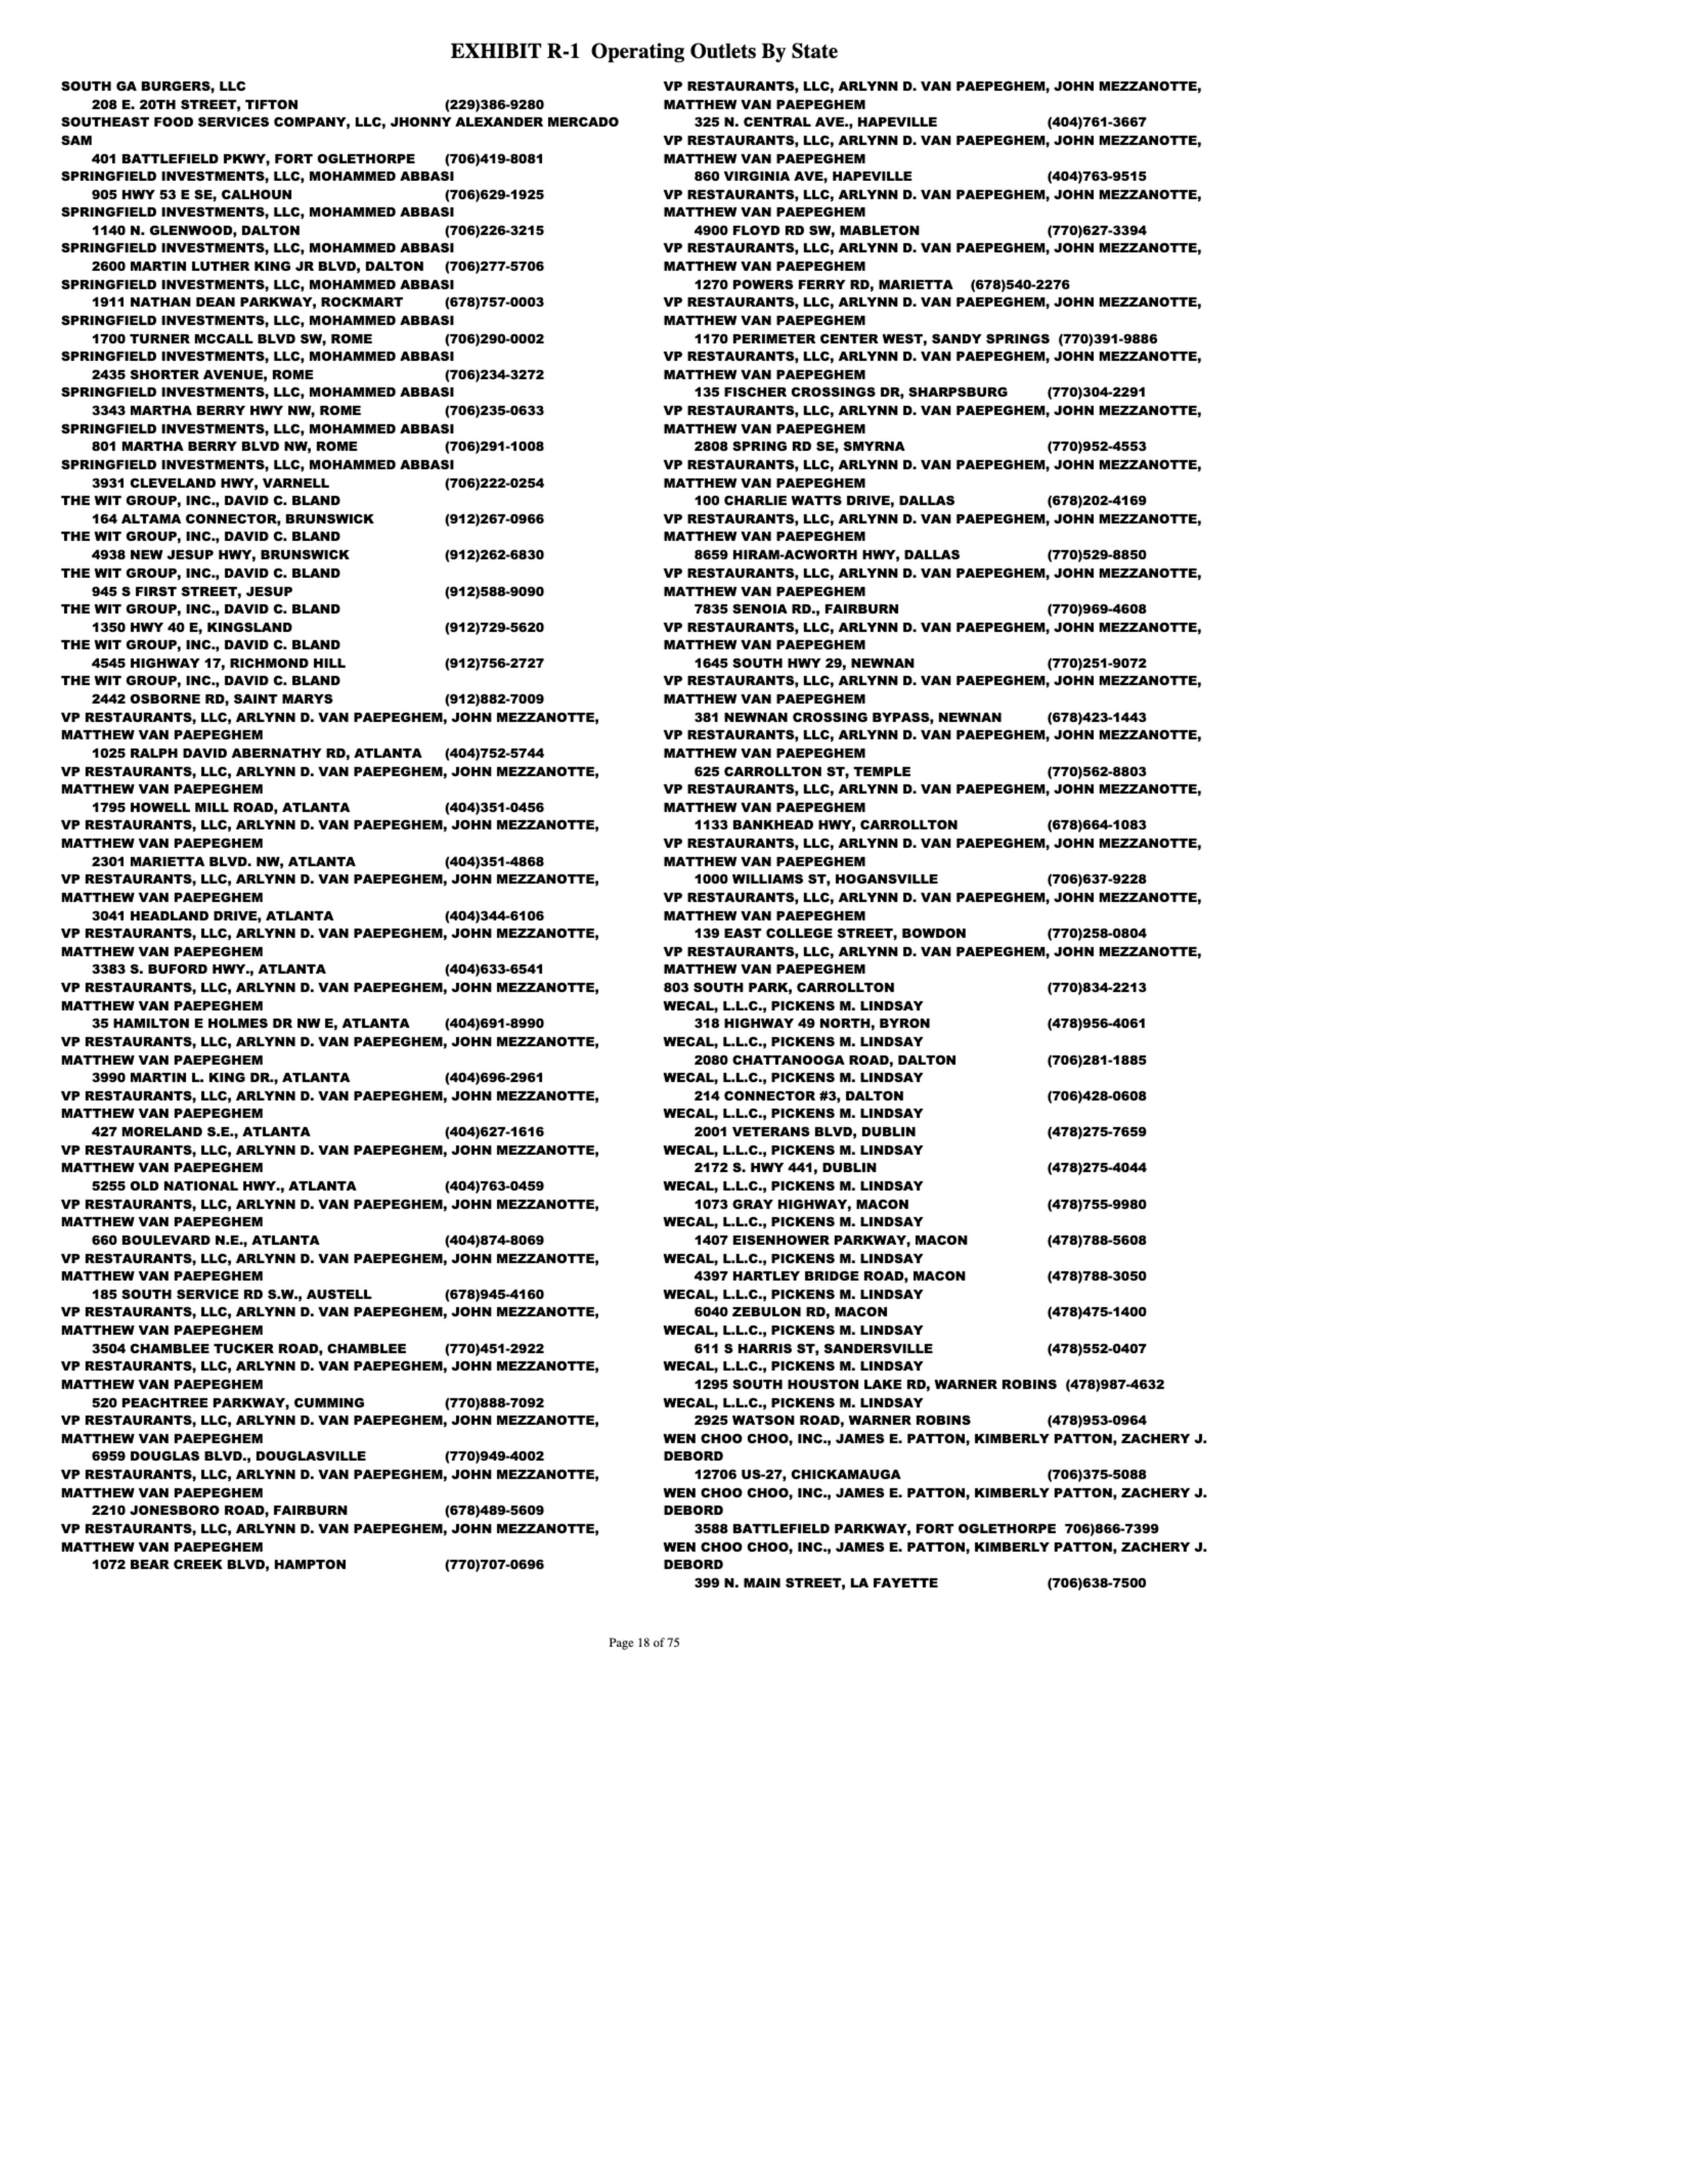 EXHIBIT R-1 Operating Outlets By State
SOUTH GA BURGERS, LLC
208 E. 20TH STREET, TIFTON (229)386-9280
SOUTHEAST FOOD SERVICES COMPANY, LLC, JHONNY ALEXANDER MERCADO
SAM
401 BATTLEFIELD PKWY, FORT OGLETHORPE (706)419-8081
SPRINGFIELD INVESTMENTS, LLC, MOHAMMED ABBASI
905 HWY 53 E SE, CALHOUN (706)629-1925
SPRINGFIELD INVESTMENTS, LLC, MOHAMMED ABBASI
1140 N. GLENWOOD, DALTON (706)226-3215
SPRINGFIELD INVESTMENTS, LLC, MOHAMMED ABBASI
2600 MARTIN LUTHER KING JR BLVD, DALTON (706)277-5706
SPRINGFIELD INVESTMENTS, LLC, MOHAMMED ABBASI
1911 NATHAN DEAN PARKWAY, ROCKMART (678)757-0003
SPRINGFIELD INVESTMENTS, LLC, MOHAMMED ABBASI
1700 TURNER MCCALL BLVD SW, ROME (706)290-0002
SPRINGFIELD INVESTMENTS, LLC, MOHAMMED ABBASI
2435 SHORTER AVENUE, ROME (706)234-3272
SPRINGFIELD INVESTMENTS, LLC, MOHAMMED ABBASI
3343 MARTHA BERRY HWY NW, ROME (706)235-0633
SPRINGFIELD INVESTMENTS, LLC, MOHAMMED ABBASI
801 MARTHA BERRY BLVD NW, ROME (706)291-1008
SPRINGFIELD INVESTMENTS, LLC, MOHAMMED ABBASI
3931 CLEVELAND HWY, VARNELL (706)222-0254
THE WIT GROUP, INC., DAVID C. BLAND
164 ALTAMA CONNECTOR, BRUNSWICK (912)267-0966
THE WIT GROUP, INC., DAVID C. BLAND
4938 NEW JESUP HWY, BRUNSWICK (912)262-6830
THE WIT GROUP, INC., DAVID C. BLAND
945 S FIRST STREET, JESUP (912)588-9090
THE WIT GROUP, INC., DAVID C. BLAND
1350 HWY 40 E, KINGSLAND (912)729-5620
THE WIT GROUP, INC., DAVID C. BLAND
4545 HIGHWAY 17, RICHMOND HILL (912)756-2727
THE WIT GROUP, INC., DAVID C. BLAND
2442 OSBORNE RD, SAINT MARYS (912)882-7009
VP RESTAURANTS, LLC, ARLYNN D. VAN PAEPEGHEM, JOHN MEZZANOTTE,
MATTHEW VAN PAEPEGHEM
1025 RALPH DAVID ABERNATHY RD, ATLANTA (404)752-5744
VP RESTAURANTS, LLC, ARLYNN D. VAN PAEPEGHEM, JOHN MEZZANOTTE,
MATTHEW VAN PAEPEGHEM
1795 HOWELL MILL ROAD, ATLANTA (404)351-0456
VP RESTAURANTS, LLC, ARLYNN D. VAN PAEPEGHEM, JOHN MEZZANOTTE,
MATTHEW VAN PAEPEGHEM
2301 MARIETTA BLVD. NW, ATLANTA (404)351-4868
VP RESTAURANTS, LLC, ARLYNN D. VAN PAEPEGHEM, JOHN MEZZANOTTE,
MATTHEW VAN PAEPEGHEM
3041 HEADLAND DRIVE, ATLANTA (404)344-6106
VP RESTAURANTS, LLC, ARLYNN D. VAN PAEPEGHEM, JOHN MEZZANOTTE,
MATTHEW VAN PAEPEGHEM
3383 S. BUFORD HWY., ATLANTA (404)633-6541
VP RESTAURANTS, LLC, ARLYNN D. VAN PAEPEGHEM, JOHN MEZZANOTTE,
MATTHEW VAN PAEPEGHEM
35 HAMILTON E HOLMES DR NW E, ATLANTA (404)691-8990
VP RESTAURANTS, LLC, ARLYNN D. VAN PAEPEGHEM, JOHN MEZZANOTTE,
MATTHEW VAN PAEPEGHEM
3990 MARTIN L. KING DR., ATLANTA (404)696-2961
VP RESTAURANTS, LLC, ARLYNN D. VAN PAEPEGHEM, JOHN MEZZANOTTE,
MATTHEW VAN PAEPEGHEM
427 MORELAND S.E., ATLANTA (404)627-1616
VP RESTAURANTS, LLC, ARLYNN D. VAN PAEPEGHEM, JOHN MEZZANOTTE,
MATTHEW VAN PAEPEGHEM
5255 OLD NATIONAL HWY., ATLANTA (404)763-0459
VP RESTAURANTS, LLC, ARLYNN D. VAN PAEPEGHEM, JOHN MEZZANOTTE,
MATTHEW VAN PAEPEGHEM
660 BOULEVARD N.E., ATLANTA (404)874-8069
VP RESTAURANTS, LLC, ARLYNN D. VAN PAEPEGHEM, JOHN MEZZANOTTE,
MATTHEW VAN PAEPEGHEM
185 SOUTH SERVICE RD S.W., AUSTELL (678)945-4160
VP RESTAURANTS, LLC, ARLYNN D. VAN PAEPEGHEM, JOHN MEZZANOTTE,
MATTHEW VAN PAEPEGHEM
3504 CHAMBLEE TUCKER ROAD, CHAMBLEE (770)451-2922
VP RESTAURANTS, LLC, ARLYNN D. VAN PAEPEGHEM, JOHN MEZZANOTTE,
MATTHEW VAN PAEPEGHEM
520 PEACHTREE PARKWAY, CUMMING (770)888-7092
VP RESTAURANTS, LLC, ARLYNN D. VAN PAEPEGHEM, JOHN MEZZANOTTE,
MATTHEW VAN PAEPEGHEM
6959 DOUGLAS BLVD., DOUGLASVILLE (770)949-4002
VP RESTAURANTS, LLC, ARLYNN D. VAN PAEPEGHEM, JOHN MEZZANOTTE,
MATTHEW VAN PAEPEGHEM
2210 JONESBORO ROAD, FAIRBURN (678)489-5609
VP RESTAURANTS, LLC, ARLYNN D. VAN PAEPEGHEM, JOHN MEZZANOTTE,
MATTHEW VAN PAEPEGHEM
1072 BEAR CREEK BLVD, HAMPTON (770)707-0696
VP RESTAURANTS, LLC, ARLYNN D. VAN PAEPEGHEM, JOHN MEZZANOTTE,
MATTHEW VAN PAEPEGHEM
325 N. CENTRAL AVE., HAPEVILLE (404)761-3667
VP RESTAURANTS, LLC, ARLYNN D. VAN PAEPEGHEM, JOHN MEZZANOTTE,
MATTHEW VAN PAEPEGHEM
860 VIRGINIA AVE, HAPEVILLE (404)763-9515
VP RESTAURANTS, LLC, ARLYNN D. VAN PAEPEGHEM, JOHN MEZZANOTTE,
MATTHEW VAN PAEPEGHEM
4900 FLOYD RD SW, MABLETON (770)627-3394
VP RESTAURANTS, LLC, ARLYNN D. VAN PAEPEGHEM, JOHN MEZZANOTTE,
MATTHEW VAN PAEPEGHEM
1270 POWERS FERRY RD, MARIETTA (678)540-2276
VP RESTAURANTS, LLC, ARLYNN D. VAN PAEPEGHEM, JOHN MEZZANOTTE,
MATTHEW VAN PAEPEGHEM
1170 PERIMETER CENTER WEST, SANDY SPRINGS (770)391-9886
VP RESTAURANTS, LLC, ARLYNN D. VAN PAEPEGHEM, JOHN MEZZANOTTE,
MATTHEW VAN PAEPEGHEM
135 FISCHER CROSSINGS DR, SHARPSBURG (770)304-2291
VP RESTAURANTS, LLC, ARLYNN D. VAN PAEPEGHEM, JOHN MEZZANOTTE,
MATTHEW VAN PAEPEGHEM
2808 SPRING RD SE, SMYRNA (770)952-4553
VP RESTAURANTS, LLC, ARLYNN D. VAN PAEPEGHEM, JOHN MEZZANOTTE,
MATTHEW VAN PAEPEGHEM
100 CHARLIE WATTS DRIVE, DALLAS (678)202-4169
VP RESTAURANTS, LLC, ARLYNN D. VAN PAEPEGHEM, JOHN MEZZANOTTE,
MATTHEW VAN PAEPEGHEM
8659 HIRAM-ACWORTH HWY, DALLAS (770)529-8850
VP RESTAURANTS, LLC, ARLYNN D. VAN PAEPEGHEM, JOHN MEZZANOTTE,
MATTHEW VAN PAEPEGHEM
7835 SENOIA RD., FAIRBURN (770)969-4608
VP RESTAURANTS, LLC, ARLYNN D. VAN PAEPEGHEM, JOHN MEZZANOTTE,
MATTHEW VAN PAEPEGHEM
1645 SOUTH HWY 29, NEWNAN (770)251-9072
VP RESTAURANTS, LLC, ARLYNN D. VAN PAEPEGHEM, JOHN MEZZANOTTE,
MATTHEW VAN PAEPEGHEM
381 NEWNAN CROSSING BYPASS, NEWNAN (678)423-1443
VP RESTAURANTS, LLC, ARLYNN D. VAN PAEPEGHEM, JOHN MEZZANOTTE,
MATTHEW VAN PAEPEGHEM
625 CARROLLTON ST, TEMPLE (770)562-8803
VP RESTAURANTS, LLC, ARLYNN D. VAN PAEPEGHEM, JOHN MEZZANOTTE,
MATTHEW VAN PAEPEGHEM
1133 BANKHEAD HWY, CARROLLTON (678)664-1083
VP RESTAURANTS, LLC, ARLYNN D. VAN PAEPEGHEM, JOHN MEZZANOTTE,
MATTHEW VAN PAEPEGHEM
1000 WILLIAMS ST, HOGANSVILLE (706)637-9228
VP RESTAURANTS, LLC, ARLYNN D. VAN PAEPEGHEM, JOHN MEZZANOTTE,
MATTHEW VAN PAEPEGHEM
139 EAST COLLEGE STREET, BOWDON (770)258-0804
VP RESTAURANTS, LLC, ARLYNN D. VAN PAEPEGHEM, JOHN MEZZANOTTE,
MATTHEW VAN PAEPEGHEM
803 SOUTH PARK, CARROLLTON (770)834-2213
WECAL, L.L.C., PICKENS M. LINDSAY
318 HIGHWAY 49 NORTH, BYRON (478)956-4061
WECAL, L.L.C., PICKENS M. LINDSAY
2080 CHATTANOOGA ROAD, DALTON (706)281-1885
WECAL, L.L.C., PICKENS M. LINDSAY
214 CONNECTOR #3, DALTON (706)428-0608
WECAL, L.L.C., PICKENS M. LINDSAY
2001 VETERANS BLVD, DUBLIN (478)275-7659
WECAL, L.L.C., PICKENS M. LINDSAY
2172 S. HWY 441, DUBLIN (478)275-4044
WECAL, L.L.C., PICKENS M. LINDSAY
1073 GRAY HIGHWAY, MACON (478)755-9980
WECAL, L.L.C., PICKENS M. LINDSAY
1407 EISENHOWER PARKWAY, MACON (478)788-5608
WECAL, L.L.C., PICKENS M. LINDSAY
4397 HARTLEY BRIDGE ROAD, MACON (478)788-3050
WECAL, L.L.C., PICKENS M. LINDSAY
6040 ZEBULON RD, MACON (478)475-1400
WECAL, L.L.C., PICKENS M. LINDSAY
611 S HARRIS ST, SANDERSVILLE (478)552-0407
WECAL, L.L.C., PICKENS M. LINDSAY
1295 SOUTH HOUSTON LAKE RD, WARNER ROBINS (478)987-4632
WECAL, L.L.C., PICKENS M. LINDSAY
2925 WATSON ROAD, WARNER ROBINS (478)953-0964
WEN CHOO CHOO, INC., JAMES E. PATTON, KIMBERLY PATTON, ZACHERY J.
DEBORD
12706 US-27, CHICKAMAUGA (706)375-5088
WEN CHOO CHOO, INC., JAMES E. PATTON, KIMBERLY PATTON, ZACHERY J.
DEBORD
3588 BATTLEFIELD PARKWAY, FORT OGLETHORPE 706)866-7399
WEN CHOO CHOO, INC., JAMES E. PATTON, KIMBERLY PATTON, ZACHERY J.
DEBORD
399 N. MAIN STREET, LA FAYETTE (706)638-7500
Page 18 of 75